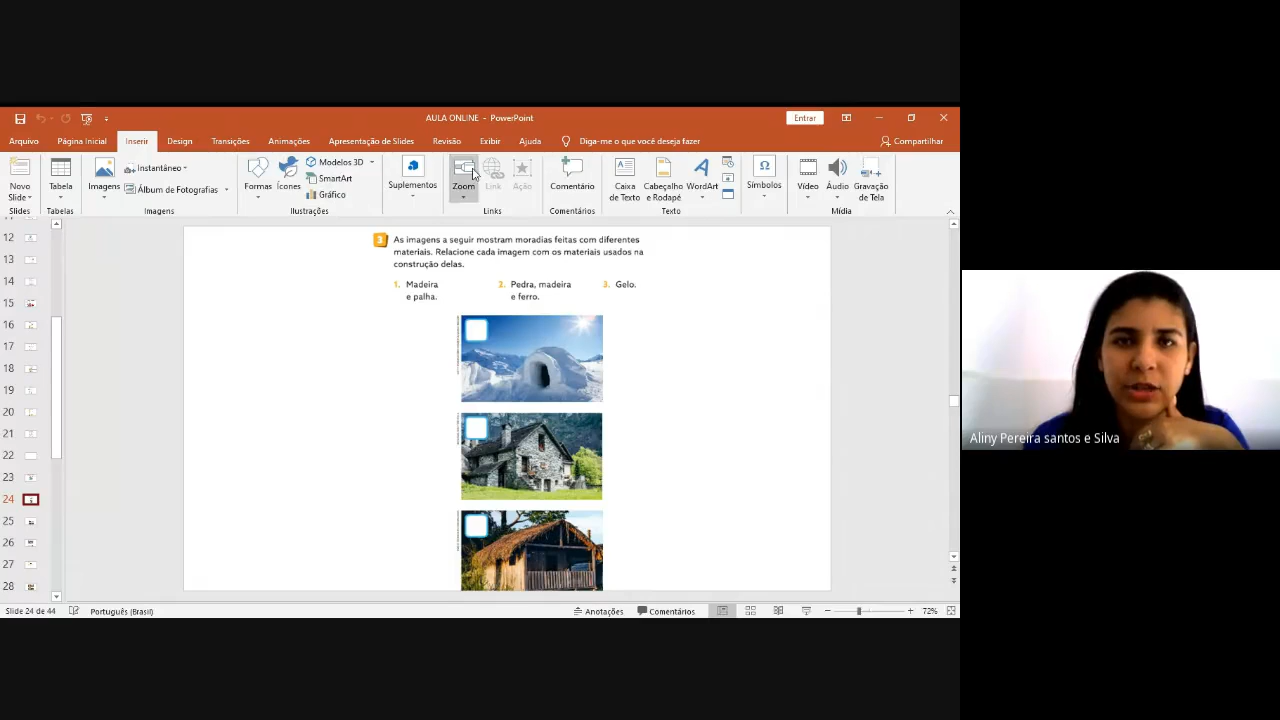 AULA ONLINE - PowerPoint
Entrar
Arquivo
Página Inicial
Inserir
Design
Transições
Animações
Apresentação de Slides
Revisão
Exibir
Ajuda
Diga-me o que você deseja fazer
Compartilhar
Novo
Slide
Slides
Tabela
Tabelas
Imagens
Instantâneo
Álbum de Fotografias
Imagens
Formas
Ícones
Modelos 3D
SmartArt
Gráfico
Ilustrações
Suplementos
Zoom
Link
Ação
Links
Comentário
Comentários
Caixa
de Texto
Cabeçalho
e Rodapé
WordArt
Texto
Símbolos
Vídeo
Áudio
Gravação
de Tela
Mídia
12
13
14
15
16
17
18
19
20
21
22
23
24
25
26
27
28
3 As imagens a seguir mostram moradias feitas com diferentes
materiais. Relacione cada imagem com os materiais usados na
construção delas.
1. Madeira
e palha.
2. Pedra, madeira
e ferro.
3. Gelo.
Aliny Pereira santos e Silva
Slide 24 de 44
Português (Brasil)
Anotações
Comentários
72%